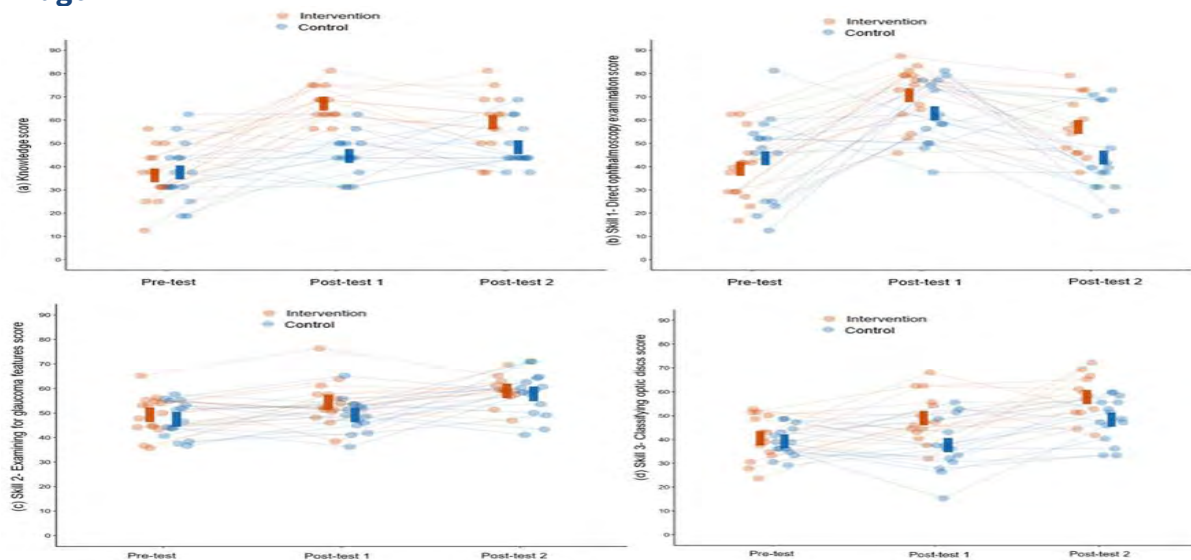 Intervention
Control
(a) Knowledge score
90
80
70
60
50
40
30
20
10
0
Pre-test
Post-test 1
Post-test 2
Intervention
Control
(b) Skill 1- Direct ophthalmoscopy examination score
90
80
70
60
50
40
30
20
10
0
Pre-test
Post-test 1
Post-test 2
Intervention
Control
(c) Skill 2- Examining for glaucoma features score
90
80
70
60
50
40
30
20
10
0
Pre-test
Post-test 1
Post-test 2
Intervention
Control
(d) Skill 3- Classifying optic discs score
90
80
70
60
50
40
30
20
10
0
Pre-test
Post-test 1
Post-test 2